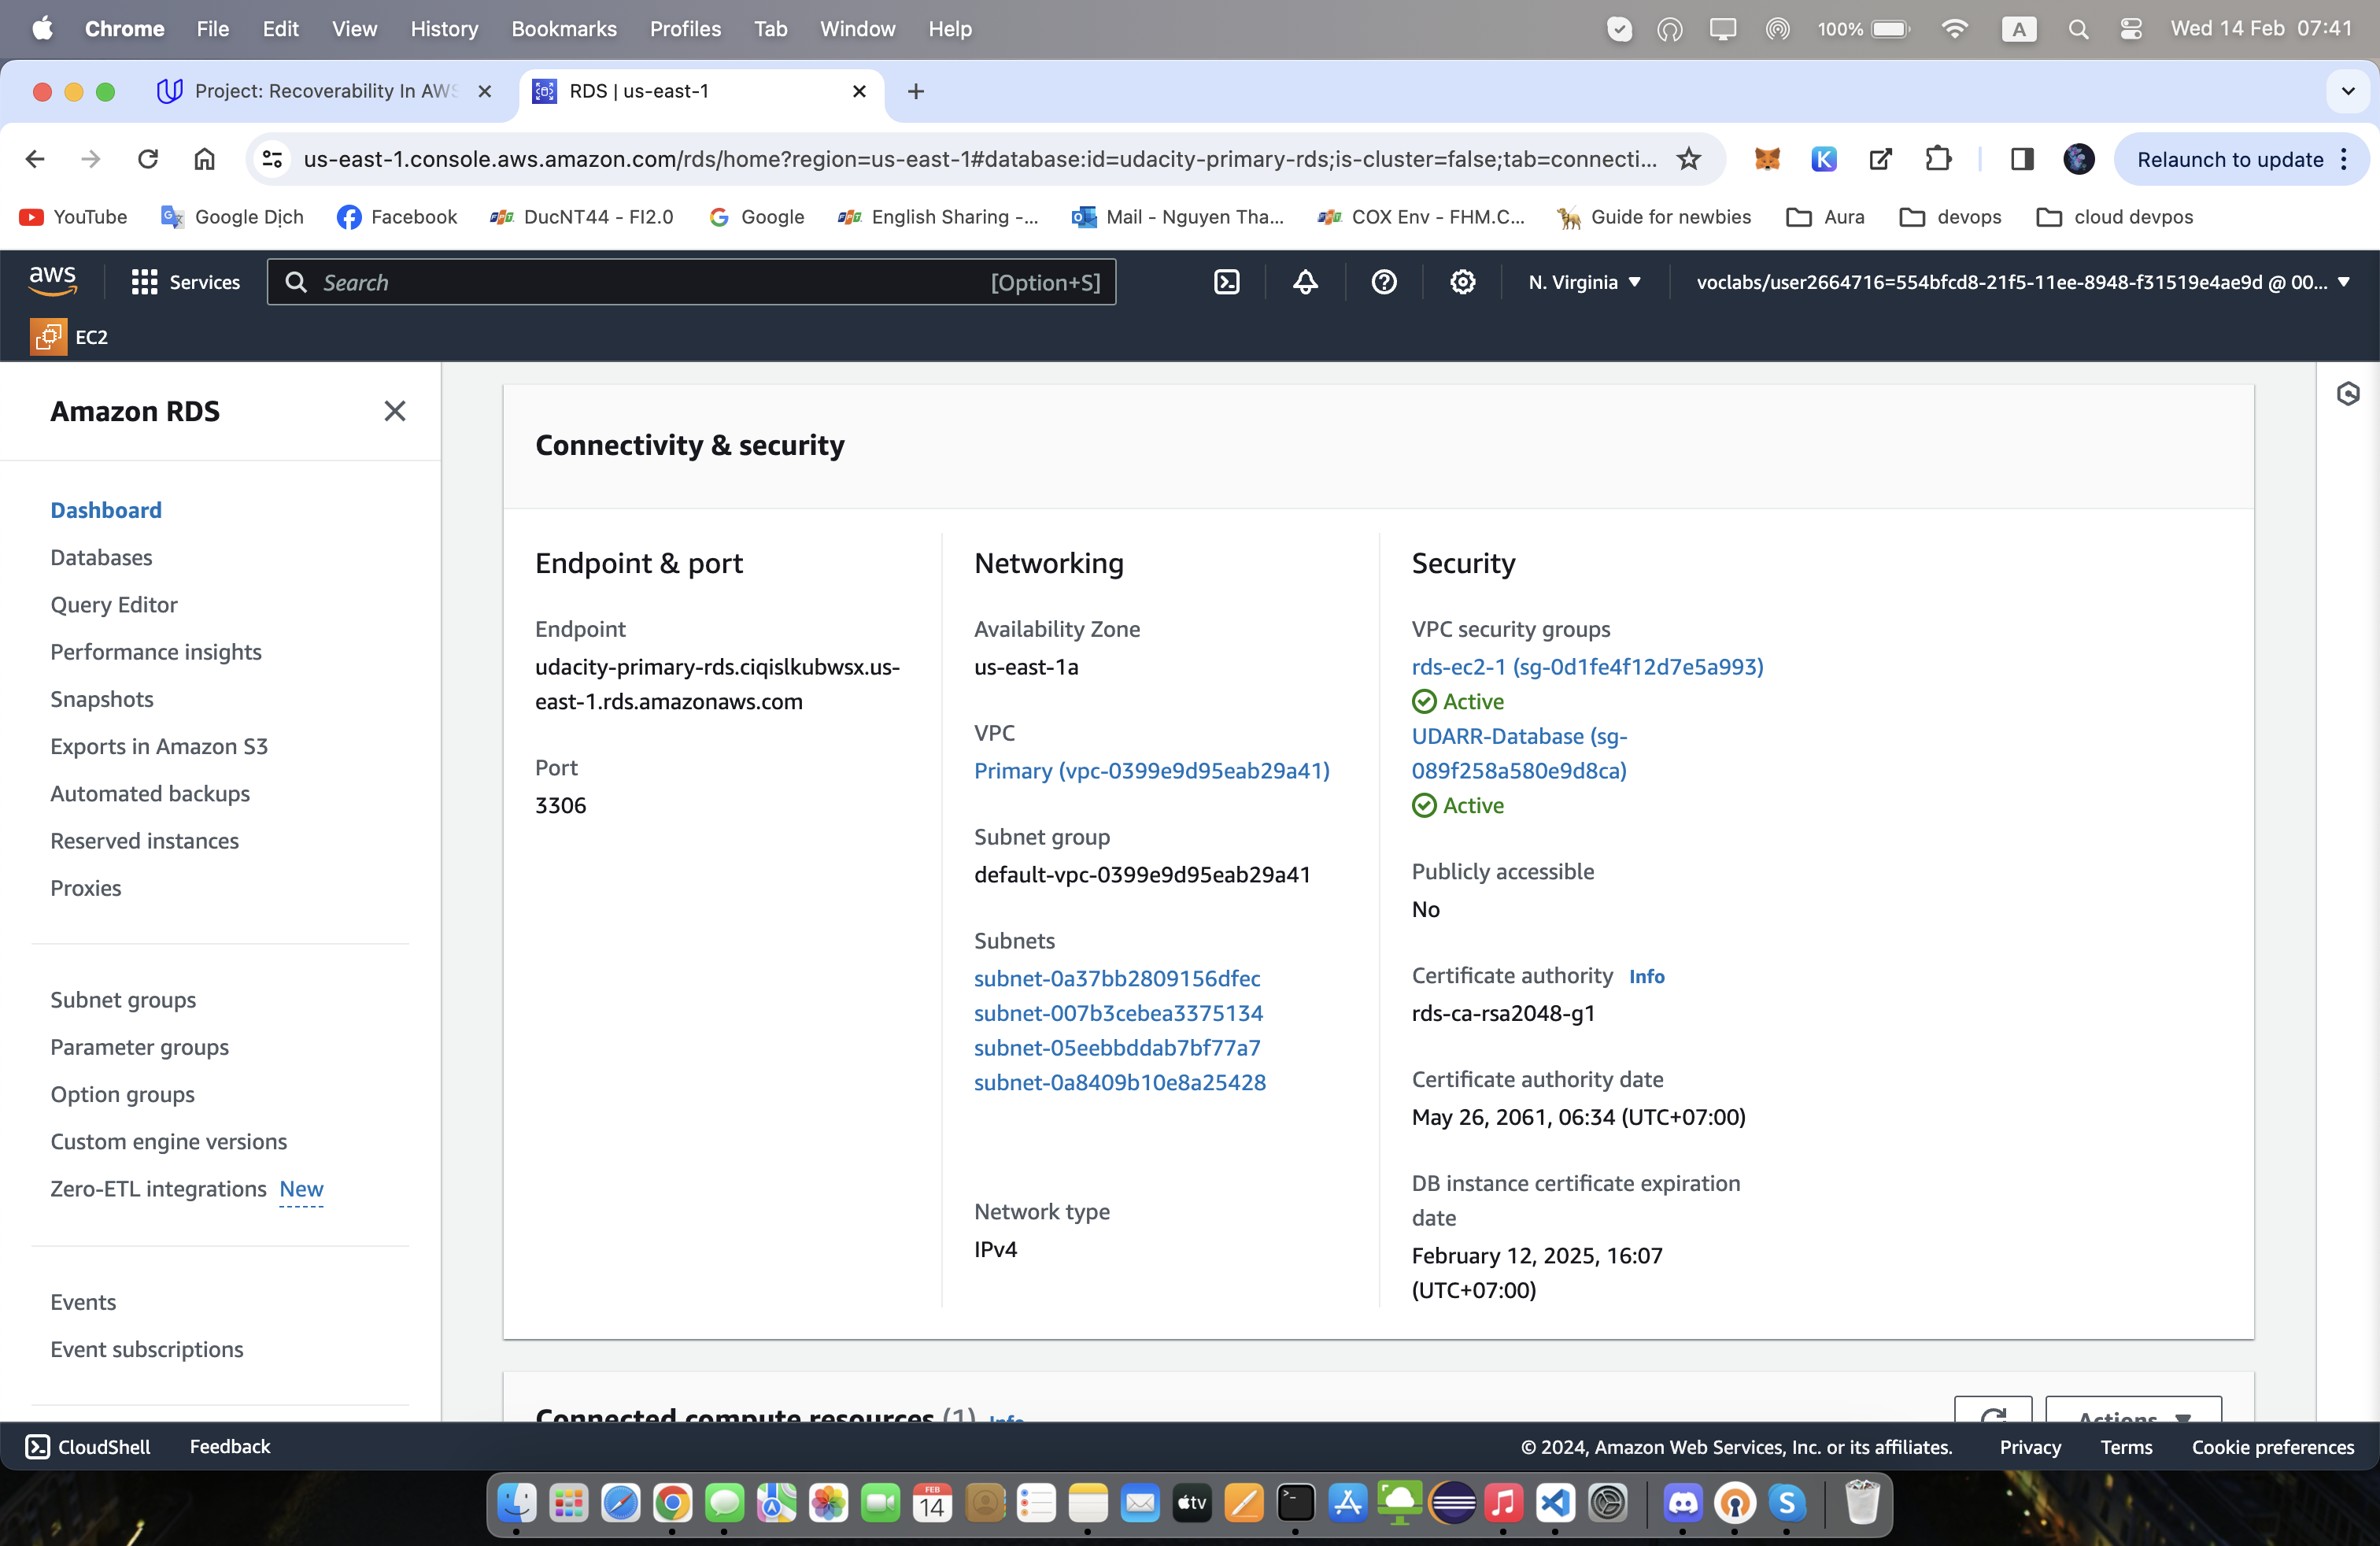 Chrome File Edit View History Bookmarks Profiles Tab Window Help 100% A Wed 14 Feb 07:41
Project: Recoverability In AWS RDS | us-east-1
us-east-1.console.aws.amazon.com/rds/home?region=us-east-1#database:id=udacity-primary-rds;is-cluster=false;tab=connecti... K Relaunch to update
YouTube Google Dịch Facebook DucNT44 - FI2.0 Google English Sharing -... Mail - Nguyen Tha... COX Env - FHM.C... Guide for newbies Aura devops cloud devpos
aws Services Search [Option+S] N. Virginia voclabs/user2664716=554bfcd8-21f5-11ee-8948-f31519e4ae9d @ 00...
EC2
Amazon RDS
Dashboard
Databases
Query Editor
Performance insights
Snapshots
Exports in Amazon S3
Automated backups
Reserved instances
Proxies
Subnet groups
Parameter groups
Option groups
Custom engine versions
Zero-ETL integrations New
Events
Event subscriptions
Connectivity & security
Endpoint & port
Endpoint
udacity-primary-rds.ciqislkubwsx.us-
east-1.rds.amazonaws.com
Port
3306
Networking
Availability Zone
us-east-1a
VPC
Primary (vpc-0399e9d95eab29a41)
Subnet group
default-vpc-0399e9d95eab29a41
Subnets
subnet-0a37bb2809156dfec
subnet-007b3cebea3375134
subnet-05eebbddab7bf77a7
subnet-0a8409b10e8a25428
Network type
IPv4
Security
VPC security groups
rds-ec2-1 (sg-0d1fe4f12d7e5a993)
Active
UDARR-Database (sg-
089f258a580e9d8ca)
Active
Publicly accessible
No
Certificate authority Info
rds-ca-rsa2048-g1
Certificate authority date
May 26, 2061, 06:34 (UTC+07:00)
DB instance certificate expiration
date
February 12, 2025, 16:07
(UTC+07:00)
Connected compute resources (1) Info
Actions
CloudShell Feedback © 2024, Amazon Web Services, Inc. or its affiliates. Privacy Terms Cookie preferences
FEB
14
tv